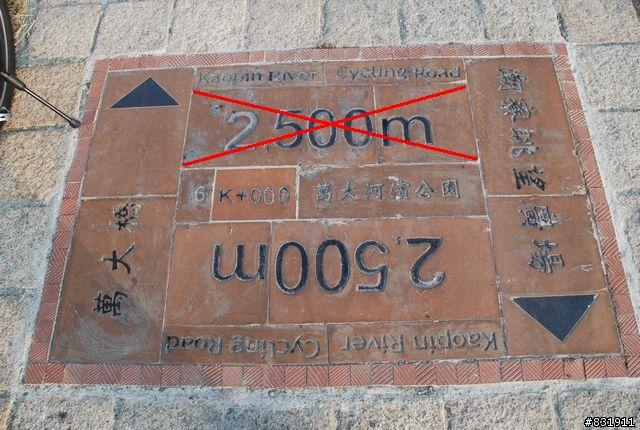 Kaopin River Cycling Road
2,500m
6 K+000 萬大河濱公園
2,500m
Kaopin River Cycling Road
萬大橋
#831911